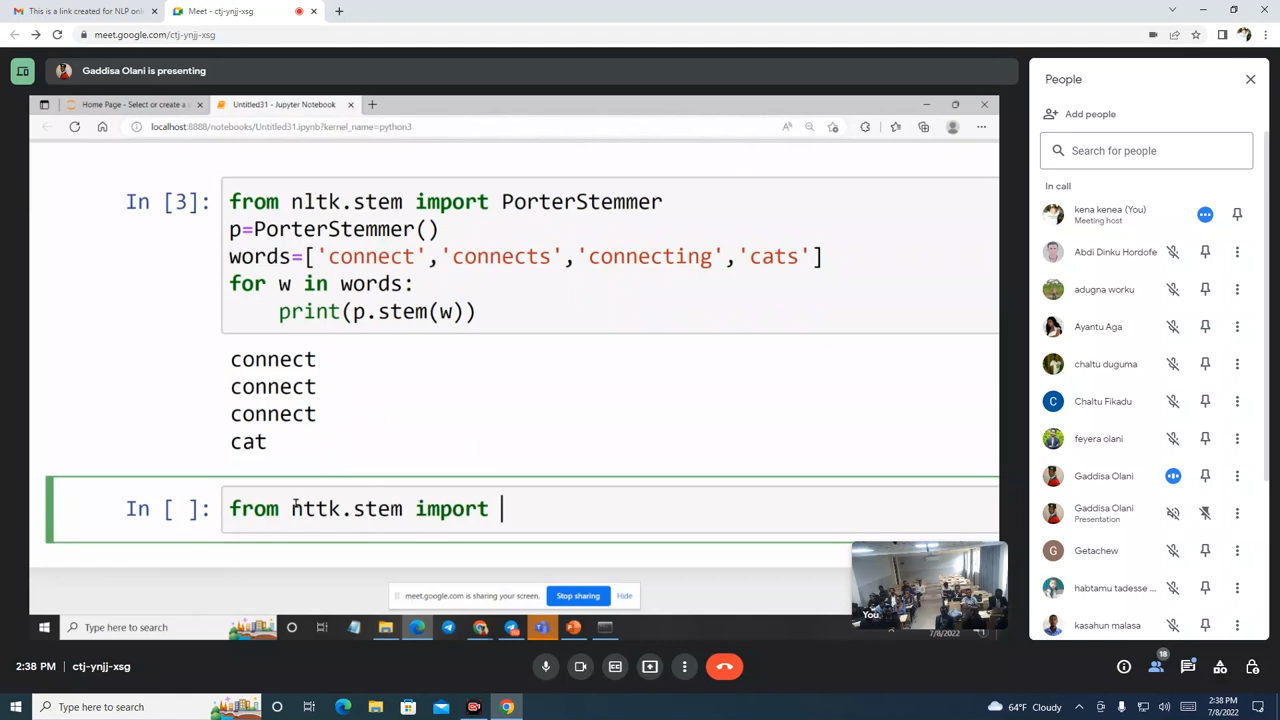 This is a link created for NLP onl
Meet - ctj-ynjj-xsg
meet.google.com/ctj-ynjj-xsg
Gaddisa Olani is presenting
Home Page - Select or create a
Untitled31 - Jupyter Notebook
localhost:8888/notebooks/Untitled31.ipynb?kernel_name=python3
In [3]:
from nltk.stem import PorterStemmer
p=PorterStemmer()
words=['connect','connects','connecting','cats']
for w in words:
print(p.stem(w))
connect
connect
connect
cat
In [ ]:
from nttk.stem import
meet.google.com is sharing your screen.
Stop sharing
Hide
You
Type here to search
7/8/2022
People
Add people
Search for people
In call
kena kenea (You)
Meeting host
Abdi Dinku Hordofe
adugna worku
Ayantu Aga
chaltu duguma
C
Chaltu Fikadu
feyera olani
Gaddisa Olani
Gaddisa Olani
Presentation
G
Getachew
habtamu tadesse ...
kasahun malasa
2:38 PM
ctj-ynjj-xsg
18
Type here to search
64°F Cloudy
2:38 PM
7/8/2022